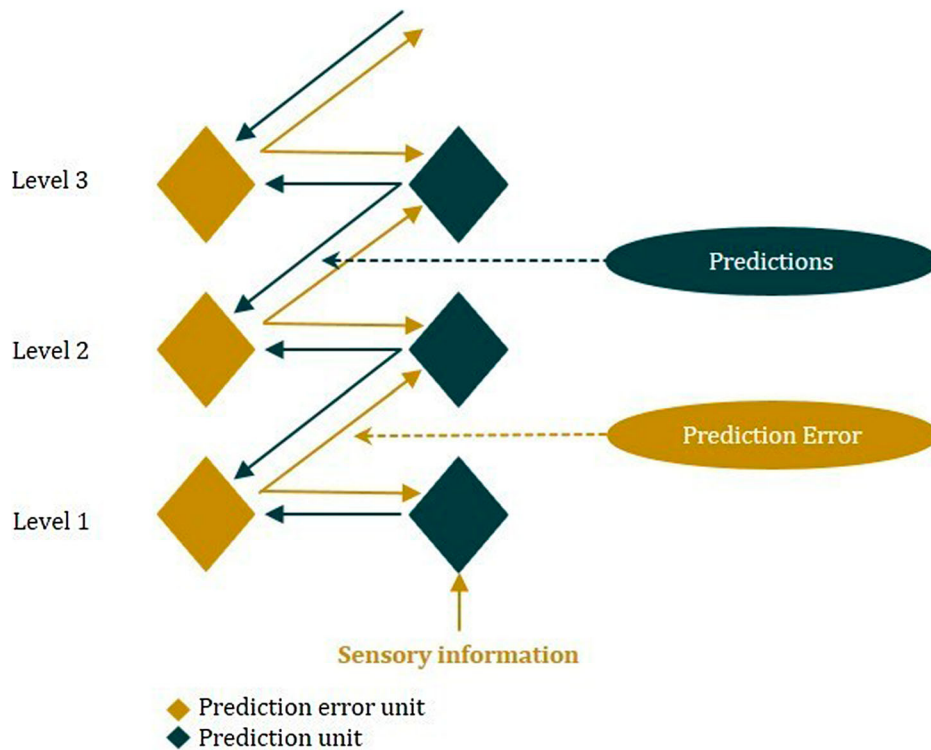 Level 3
Predictions
Level 2
Prediction Error
Level 1
Sensory information
Prediction error unit
Prediction unit